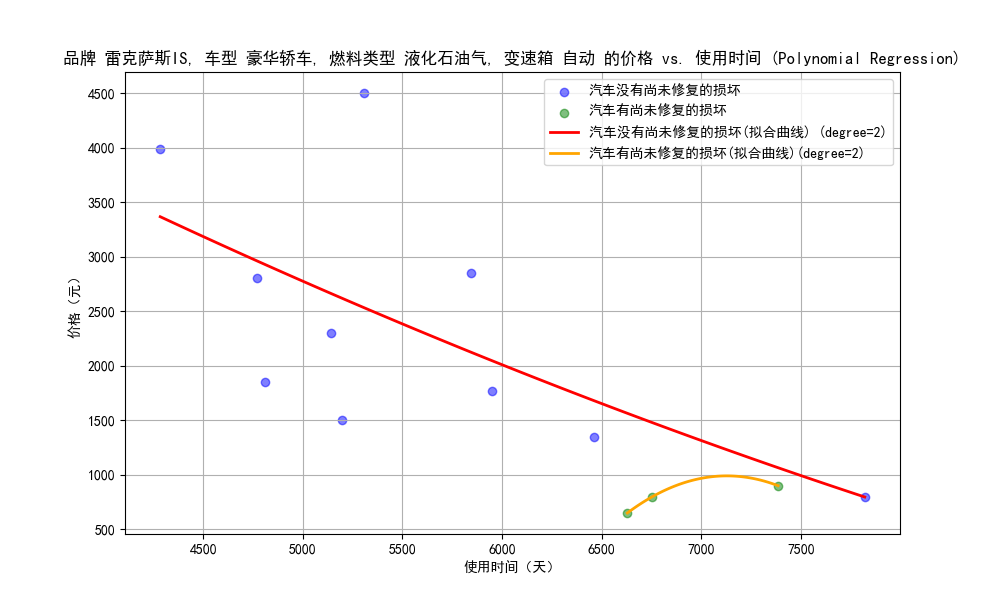 品牌 雷克萨斯IS, 车型 豪华轿车, 燃料类型 液化石油气, 变速箱 自动 的价格 vs. 使用时间 (Polynomial Regression)
汽车没有尚未修复的损坏
汽车有尚未修复的损坏
汽车没有尚未修复的损坏(拟合曲线) (degree=2)
汽车有尚未修复的损坏(拟合曲线)(degree=2)
4500
4000
3500
3000
2500
2000
1500
1000
500
价格（元）
4500 5000 5500 6000 6500 7000 7500
使用时间（天）